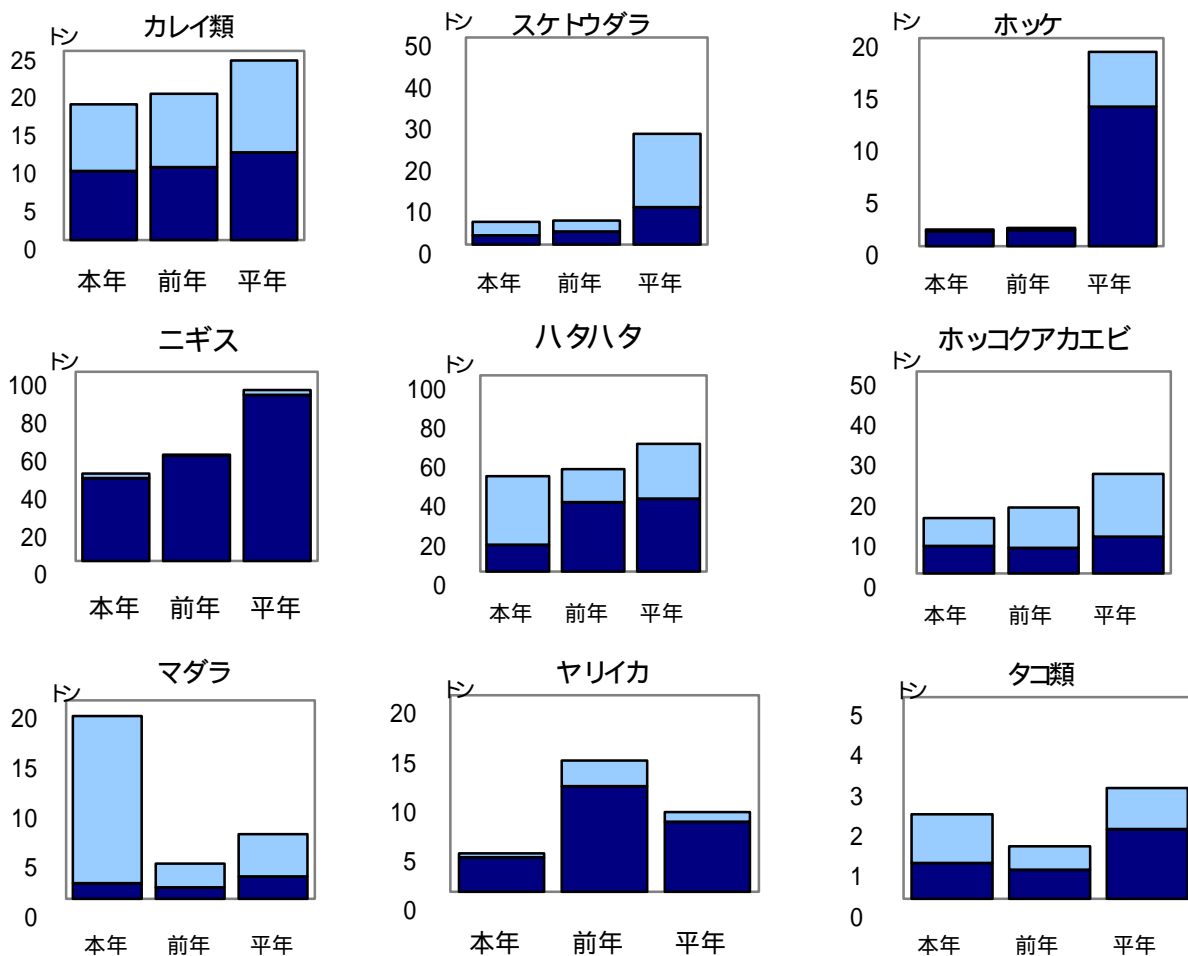 カレイ類
トン
25
20
15
10
5
0
本年 前年 平年
スケトウダラ
トン
50
40
30
20
10
0
本年 前年 平年
ホッケ
20
15
10
5
0
本年 前年 平年
ニギス
トン
100
80
60
40
20
0
本年 前年 平年
ハタハタ
トン
100
80
60
40
20
0
本年 前年 平年
ホッコクアカエビ
トン
50
40
30
20
10
0
本年 前年 平年
マダラ
トン
20
15
10
5
0
本年 前年 平年
ヤリイカ
トン
20
15
10
5
0
本年 前年 平年
タコ類
トン
5
4
3
2
1
0
本年 前年 平年